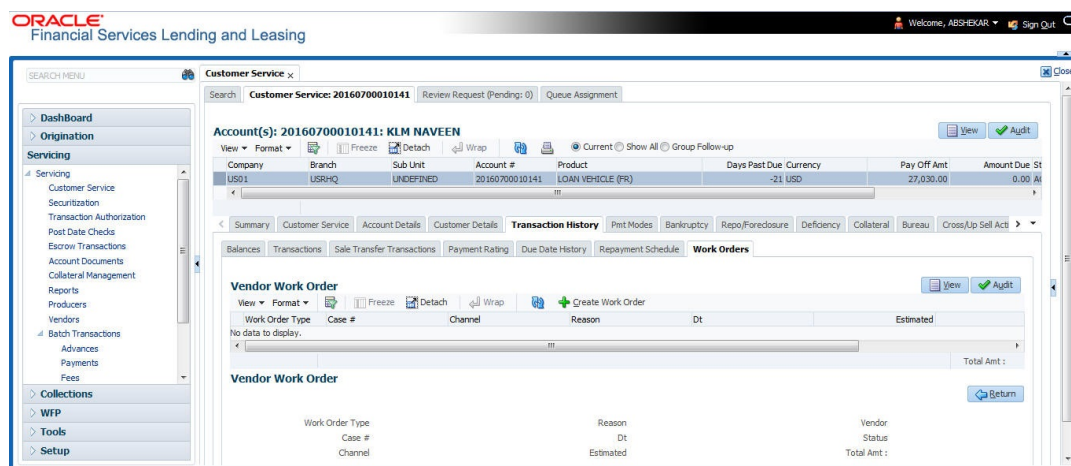 ORACLE
Financial Services Lending and Leasing
Welcome, ABSHEKAR
Sign Out
SEARCH MENU
Customer Service
Close
DashBoard
Origination
Servicing
Servicing
Customer Service
Securitization
Transaction Authorization
Post Date Checks
Escrow Transactions
Account Documents
Collateral Management
Reports
Producers
Vendors
Batch Transactions
Advances
Payments
Fees
Collections
WFP
Tools
Setup
Search Customer Service: 20160700010141 Review Request (Pending: 0) Queue Assignment
Account(s): 20160700010141: KLM NAVEEN
View Audit
View Format Freeze Detach Wrap Current Show All Group Follow-up
Company Branch Sub Unit Account # Product Days Past Due Currency Pay Off Amt Amount Due St
US01 USRHQ UNDEFINED 20160700010141 LOAN VEHICLE (FR) -21 USD 27,030.00 0.00
Summary Customer Service Account Details Customer Details Transaction History Pmt Modes Bankruptcy Repo/Foreclosure Deficiency Collateral Bureau Cross/Up Sell Acti
Balances Transactions Sale Transfer Transactions Payment Rating Due Date History Repayment Schedule Work Orders
Vendor Work Order
View Audit
View Format Freeze Detach Wrap Create Work Order
Work Order Type Case # Channel Reason Dt Estimated
No data to display.
Total Amt :
Vendor Work Order
Return
Work Order Type Reason Vendor
Case # Dt Status
Channel Estimated Total Amt :